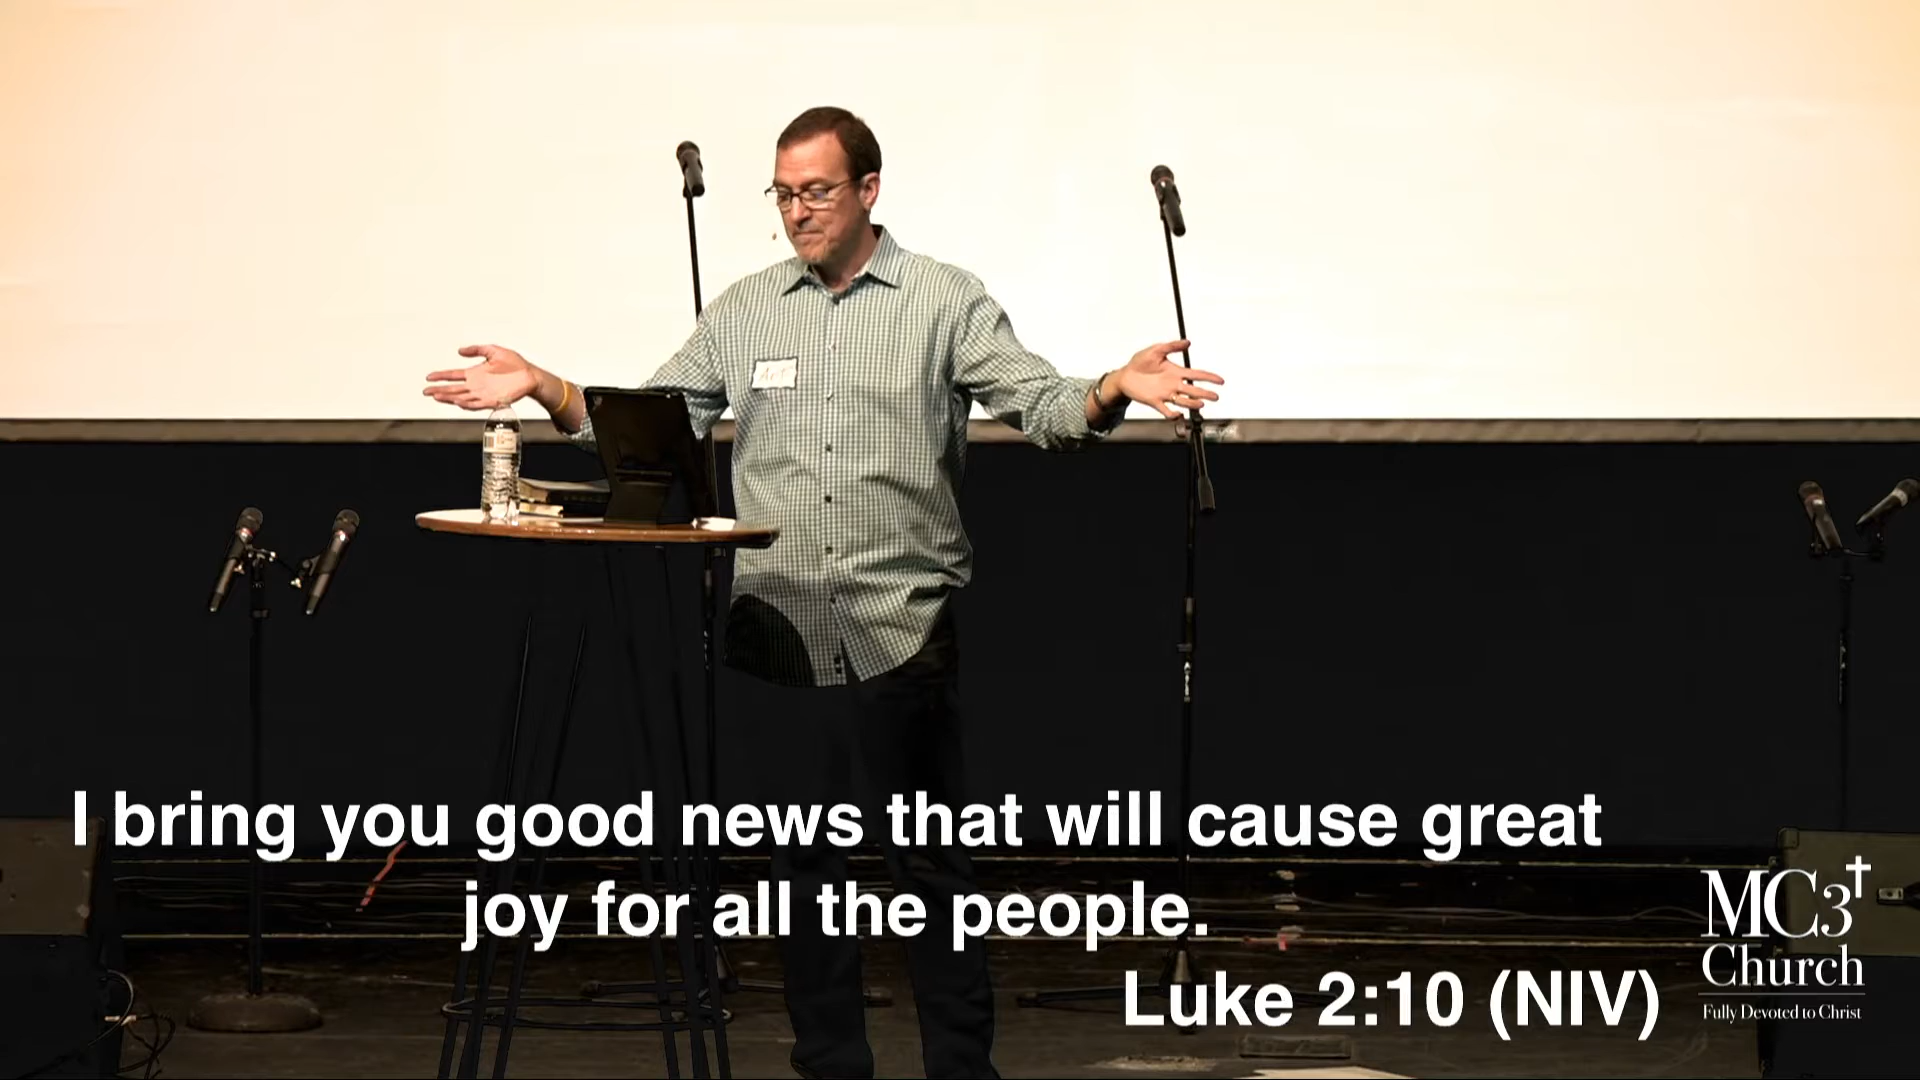 Art
I bring you good news that will cause great
joy for all the people.
Luke 2:10 (NIV)
MC3
Church
Fully Devoted to Christ